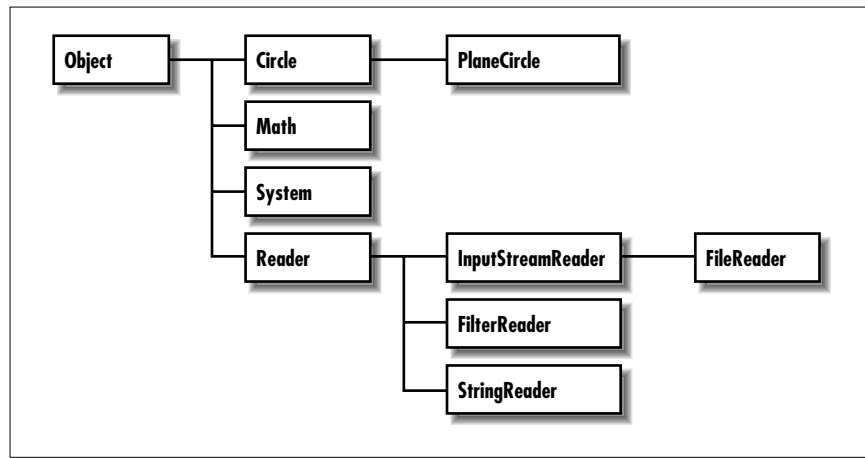 Object
Circle
PlaneCircle
Math
System
Reader
InputStreamReader
FileReader
FilterReader
StringReader